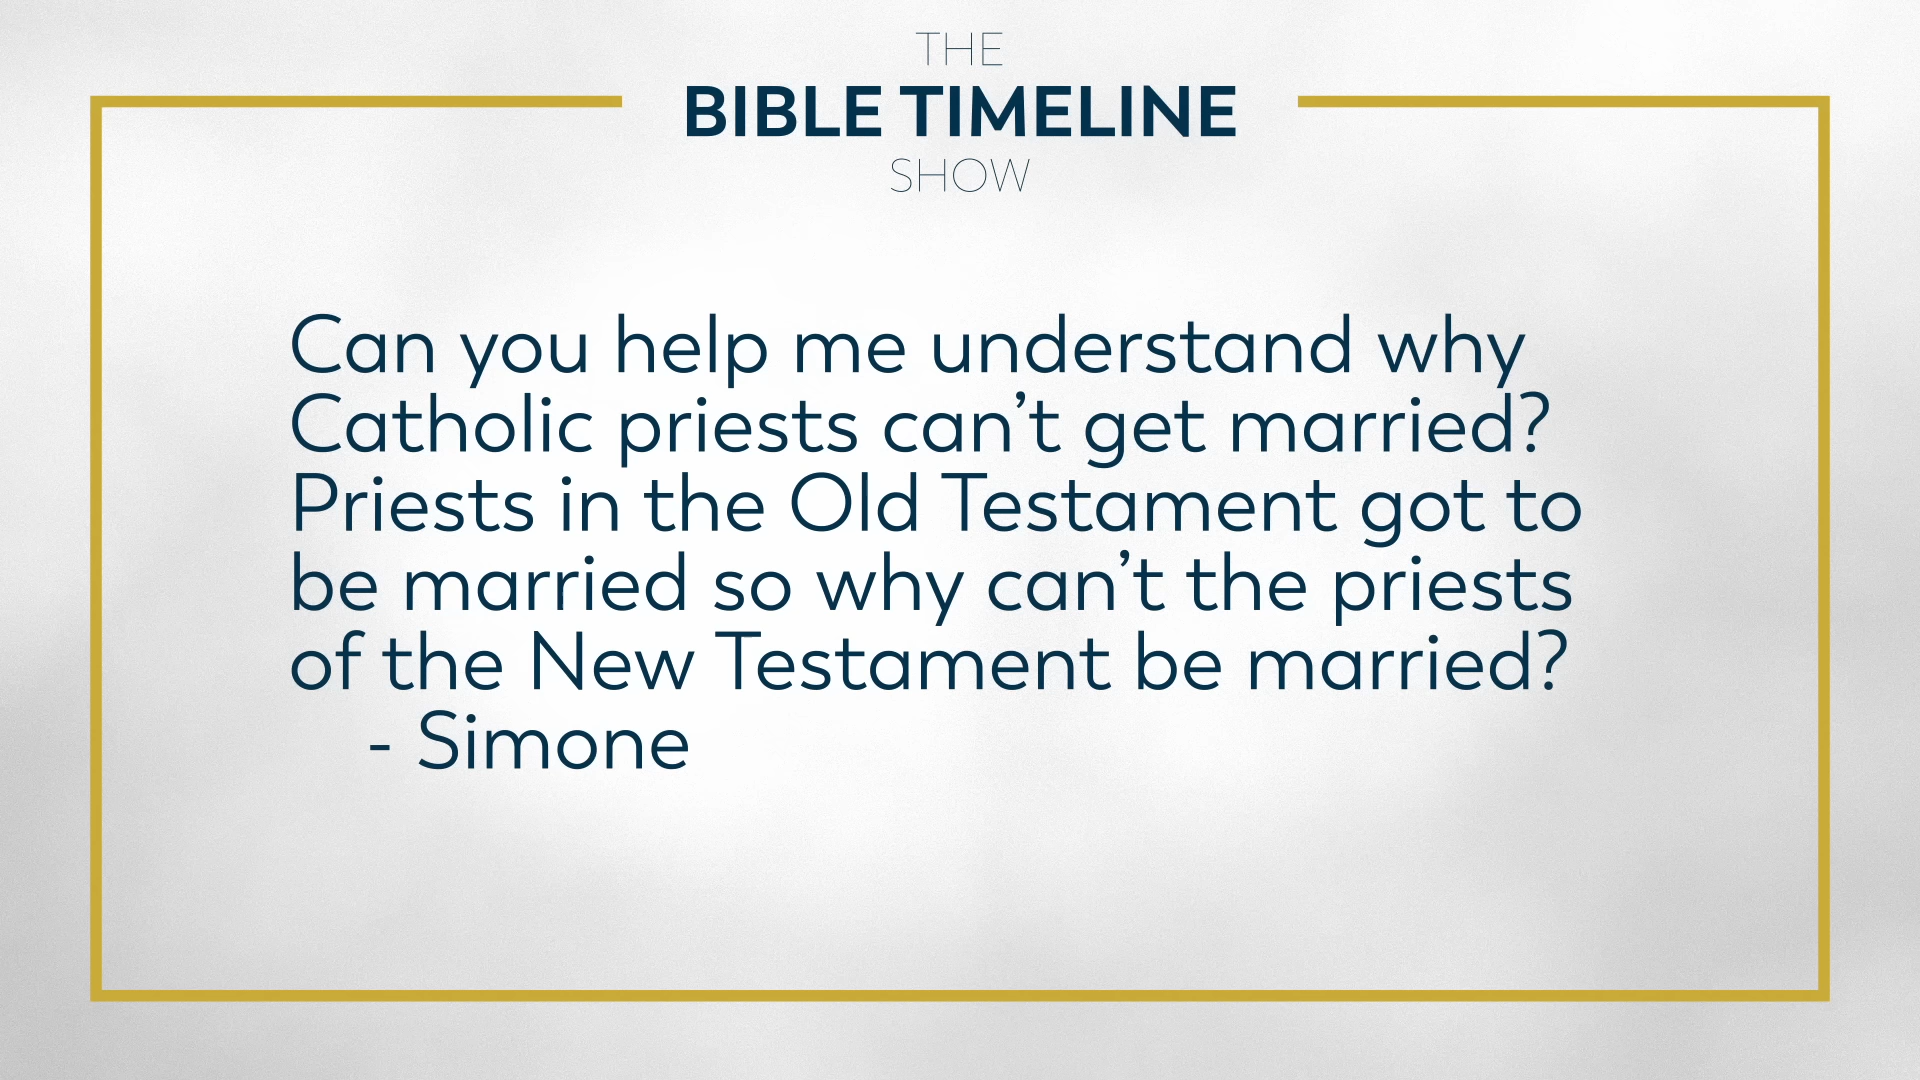 THE
BIBLE TIMELINE
SHOW
Can you help me understand why
Catholic priests can’t get married?
Priests in the Old Testament got to
be married so why can’t the priests
of the New Testament be married?
- Simone